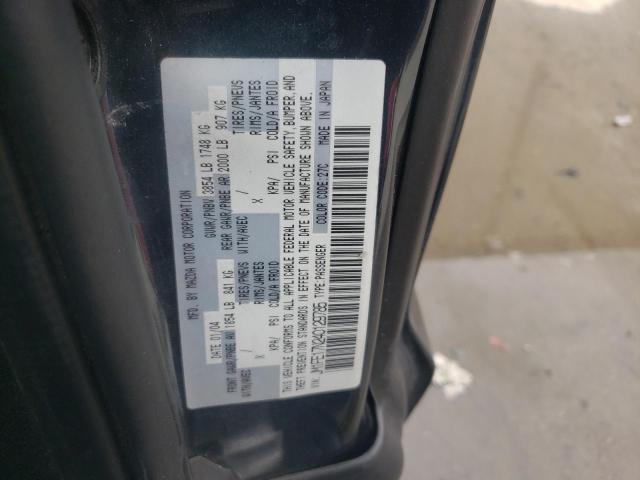 MFD. BY MAZDA MOTOR CORPORATION
DATE 01/04 GVWR/PNBV 3854 LB 1748 KG
FRONT GAWR/PNBE AV 1854 LB 841 KG REAR GAWR/PNBE AR 2000 LB 907 KG
WITH/AVEC / TIRES/PNEUS WITH/AVEC / TIRES/PNEUS
X RIMS/JANTES X RIMS/JANTES
KPA/ PSI COLD/A FROID KPA/ PSI COLD/A FROID
THIS VEHICLE CONFORMS TO ALL APPLICABLE FEDERAL MOTOR VEHICLE SAFETY, BUMPER, AND
THEFT PREVENTION STANDARDS IN EFFECT ON THE DATE OF MANUFACTURE SHOWN ABOVE.
VIN: JM1FE17N240129785 TYPE: PASSENGER COLOR CODE: 27C MADE IN JAPAN